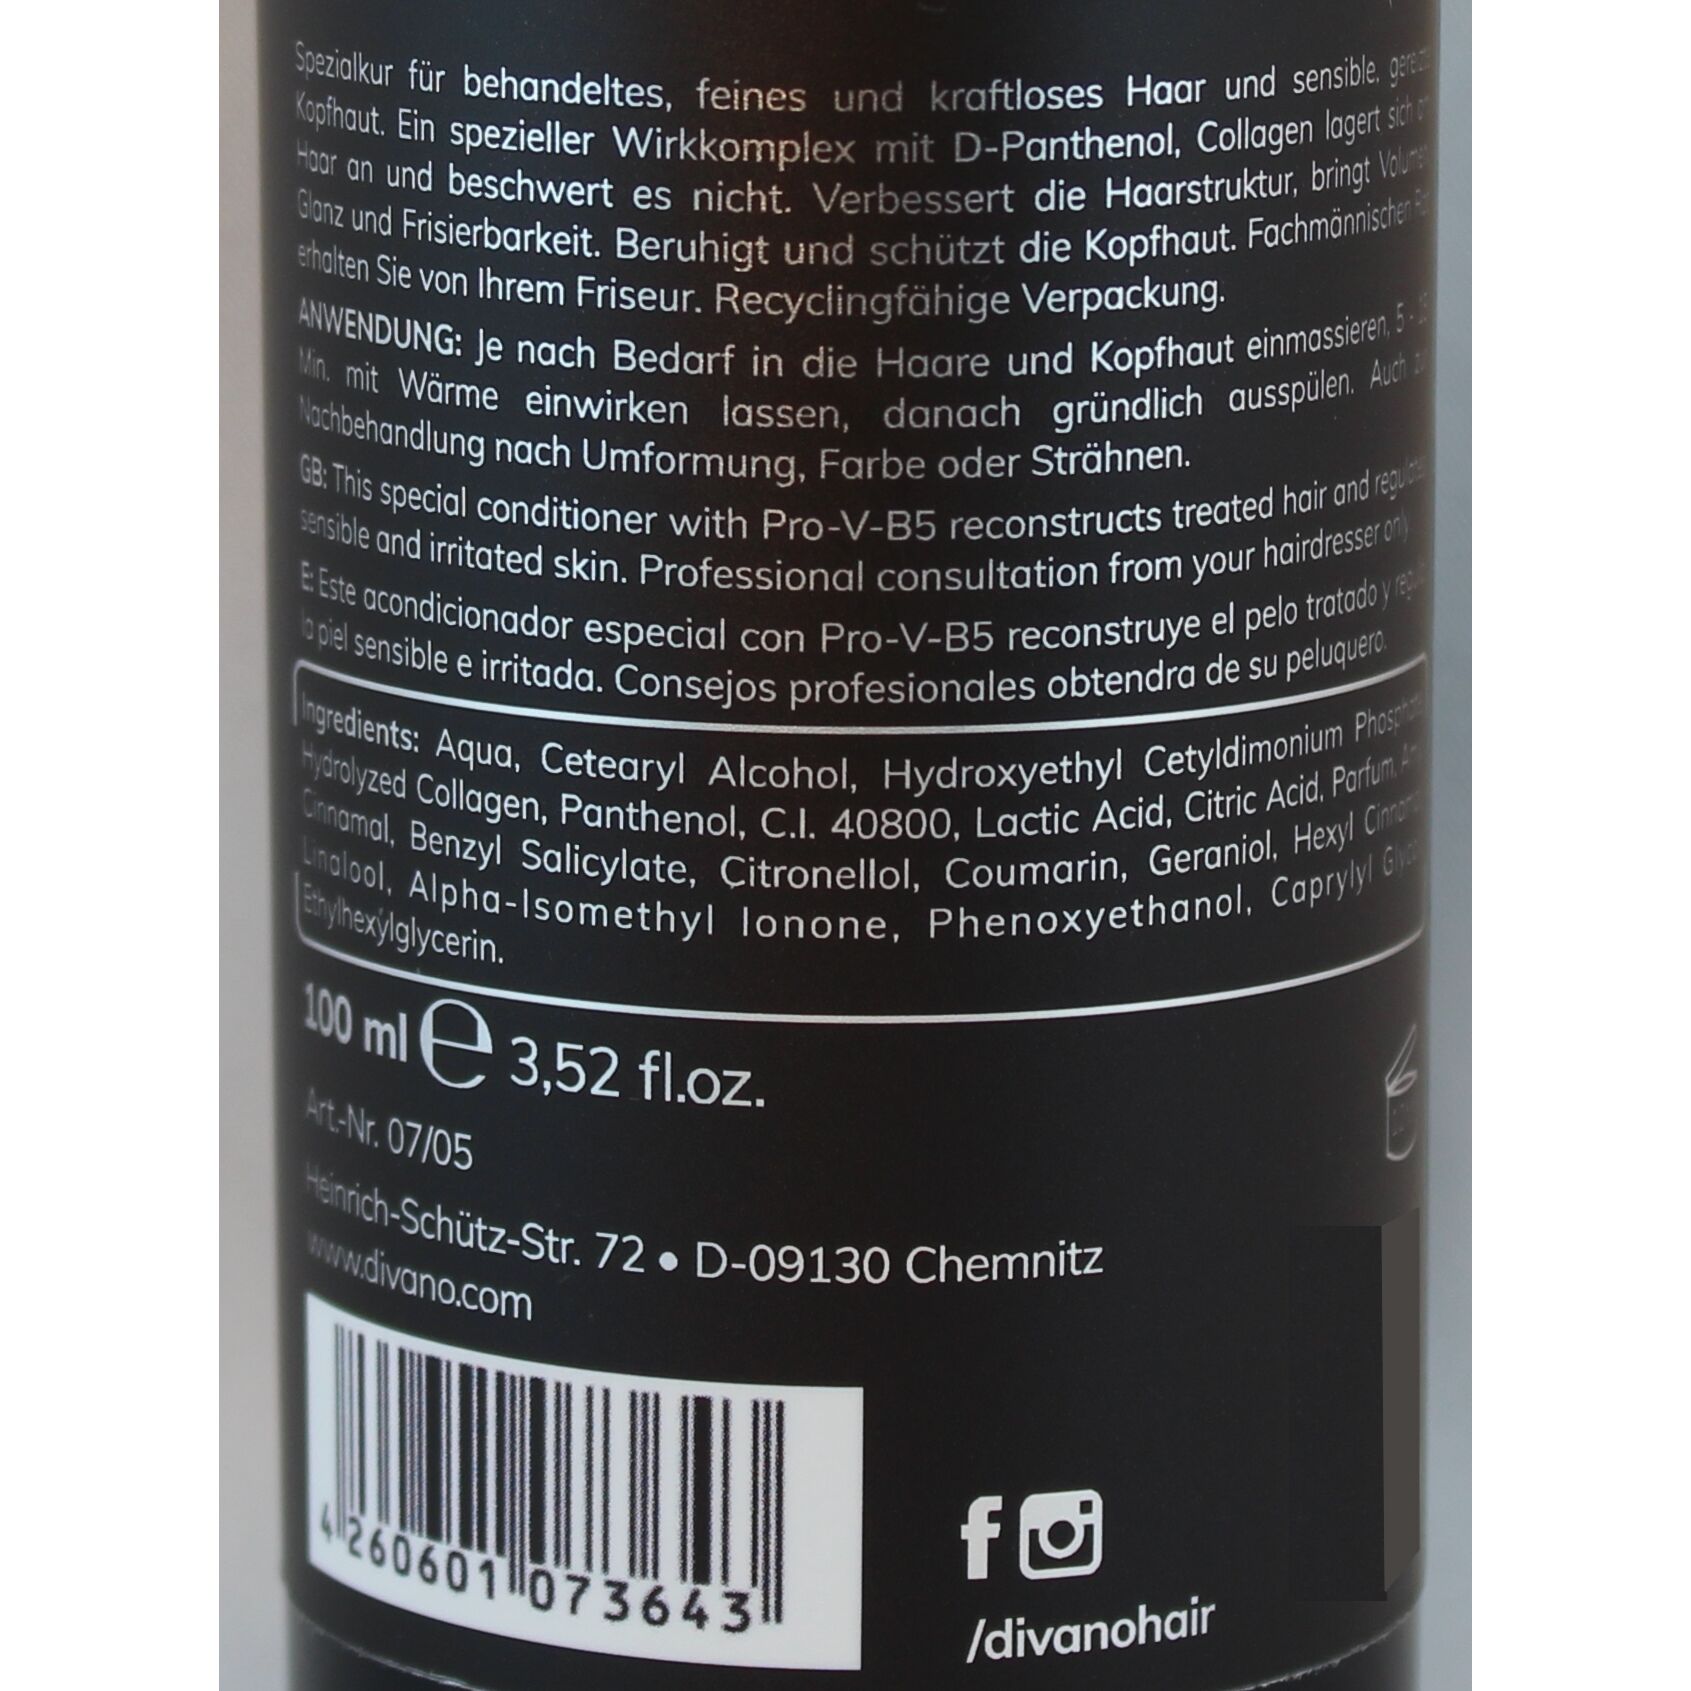 Spezialkur für behandeltes, feines und kraftloses Haar und sensible,
Kopfhaut. Ein spezieller Wirkkomplex mit D-Panthenol, Collagen lagert sich
Haar an und beschwert es nicht. Verbessert die Haarstruktur, bringt
Glanz und Frisierbarkeit. Beruhigt und schützt die Kopfhaut. Fachmännischen
erhalten Sie von Ihrem Friseur. Recyclingfähige Verpackung.
ANWENDUNG: Je nach Bedarf in die Haare und Kopfhaut einmassieren, 5 -
Min. mit Wärme einwirken lassen, danach gründlich ausspülen. Auch
Nachbehandlung nach Umformung, Farbe oder Strähnen.
GB: This special conditioner with Pro-V-B5 reconstructs treated hair and
sensible and irritated skin. Professional consultation from your hairdresser only
E: Este acondicionador especial con Pro-V-B5 reconstruye el pelo tratado y
la piel sensible e irritada. Consejos profesionales obtendra de su peluquero.
Ingredients: Aqua, Cetearyl Alcohol, Hydroxyethyl Cetyldimonium
Hydrolyzed Collagen, Panthenol, C.I. 40800, Lactic Acid, Citric Acid, Parfum,
Cinnamal, Benzyl Salicylate, Citronellol, Coumarin, Geraniol, Hexyl
Linalool, Alpha-Isomethyl Ionone, Phenoxyethanol, Caprylyl
Ethylhexylglycerin.
100 ml e 3,52 fl.oz.
Art.-Nr. 07/05
Heinrich-Schütz-Str. 72 • D-09130 Chemnitz
www.divano.com
4 260601 073643
/divanohair